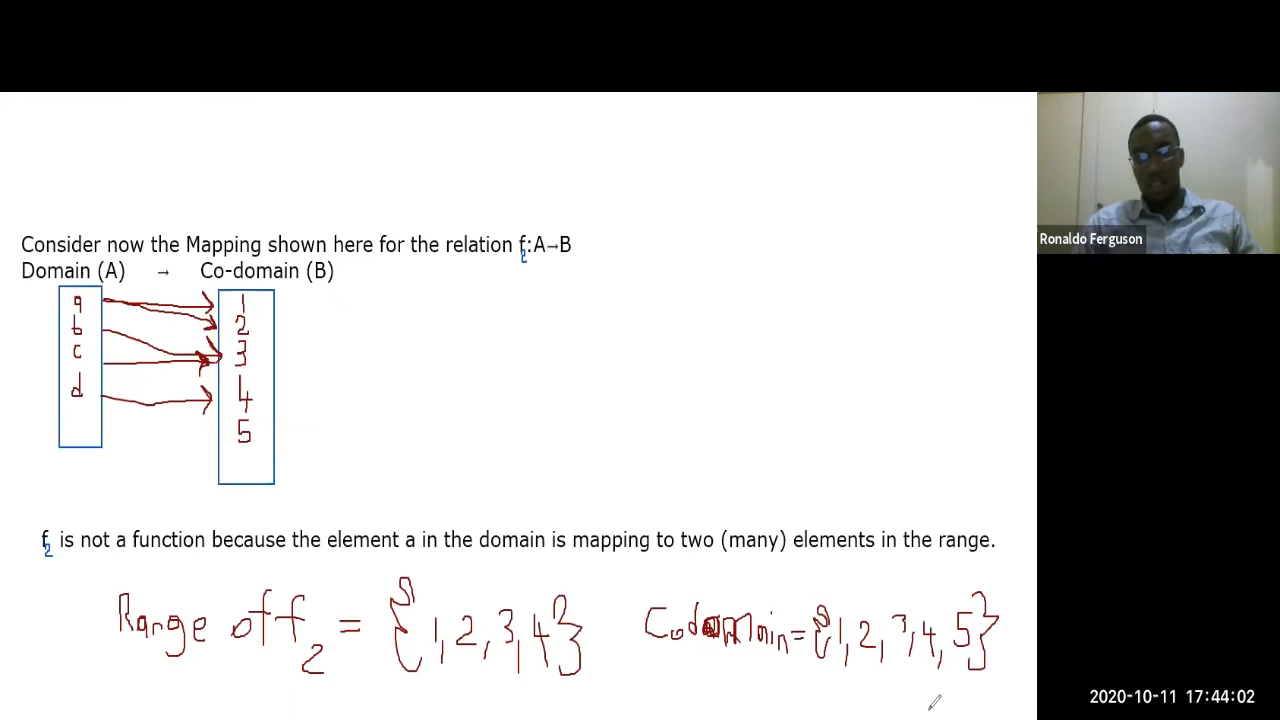 Ronaldo Ferguson
Consider now the Mapping shown here for the relation f₂:A→B
Domain (A) → Co-domain (B)
a 1
b 2
c 3
d 4
5
f₂ is not a function because the element a in the domain is mapping to two (many) elements in the range.
Range of f₂ = {1, 2, 3, 4} Codomain = {1, 2, 3, 4, 5}
2020-10-11 17:44:02